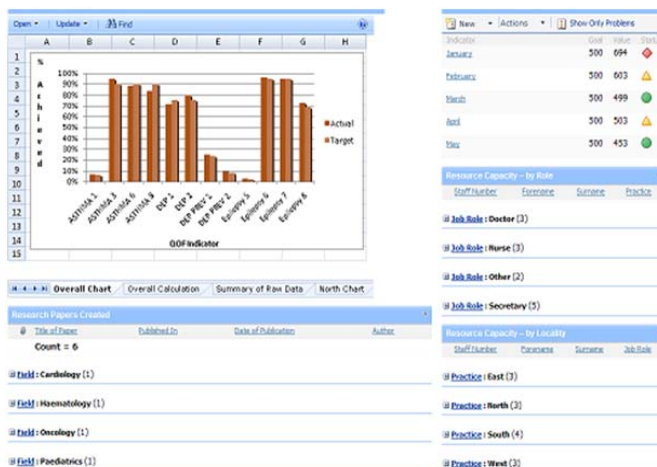 Open Update Find
A B C D E F G H
1
2
3
4
5
6
7
8
9
10
11
12
13
14
15
% Achieved
100%
90%
80%
70%
60%
50%
40%
30%
20%
10%
0%
ASTHMA 1 ASTHMA 3 ASTHMA 6 ASTHMA 8 DEP 1 DEP 2 DEP PREV 1 DEP PREV 2 Epilepsy 5 Epilepsy 6 Epilepsy 7 Epilepsy 8
QOF Indicator
Actual
Target
Overall Chart Overall Calculation Summary of Raw Data North Chart
Research Papers Created
Title of Paper Published In Date of Publication Author
Count = 6
Field : Cardiology (1)
Field : Haematology (1)
Field : Oncology (1)
Field : Paediatrics (1)
New Actions Show Only Problems
Indicator Goal Value Status
January 500 694
February 500 603
March 500 499
April 500 503
May 500 453
Resource Capacity - by Role
Staff Number Forename Surname Practice
Job Role : Doctor (3)
Job Role : Nurse (3)
Job Role : Other (2)
Job Role : Secretary (5)
Resource Capacity - by Locality
Staff Number Forename Surname Job Role
Practice : East (3)
Practice : North (3)
Practice : South (4)
Practice : West (3)